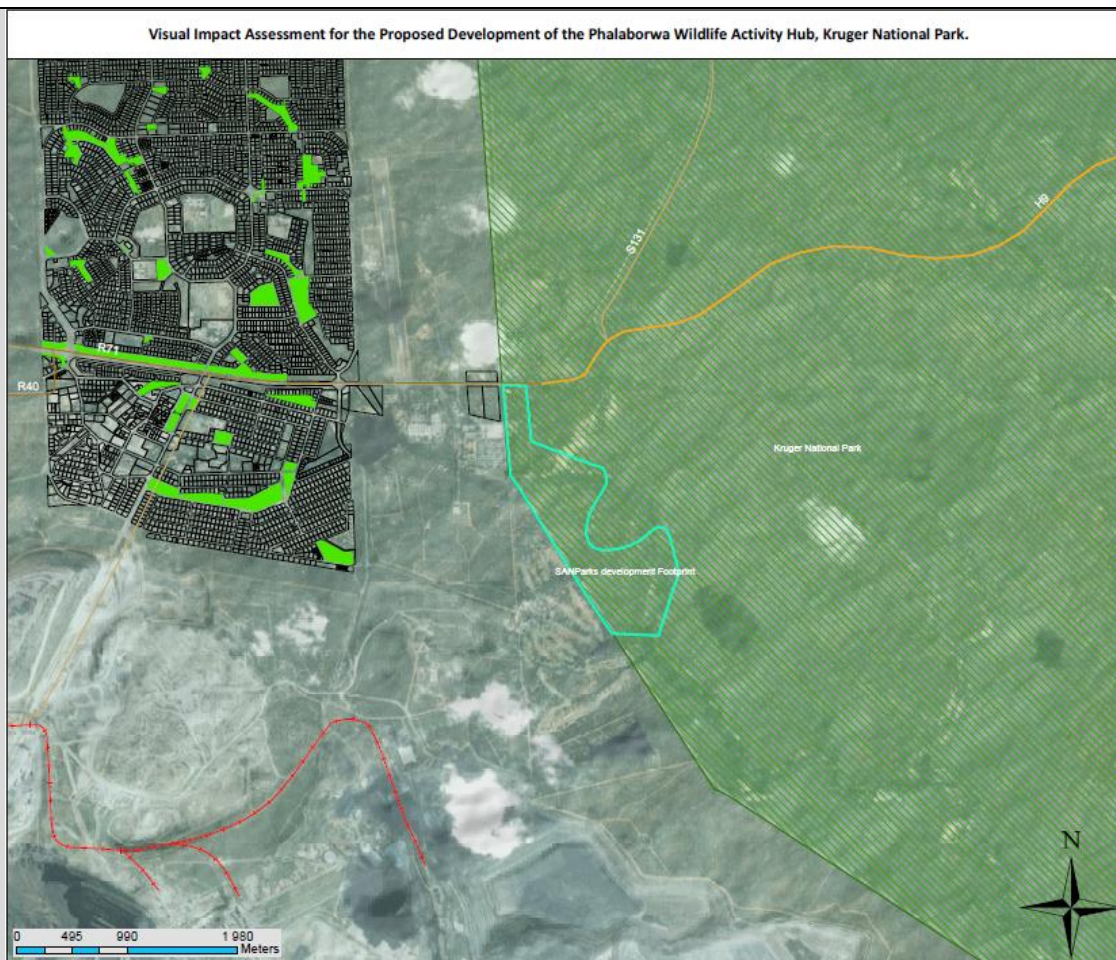 Visual Impact Assessment for the Proposed Development of the Phalaborwa Wildlife Activity Hub, Kruger National Park.
S131
H9
R71
R40
Kruger National Park
SANParks development Footprint
N
0 495 990 1 980
Meters